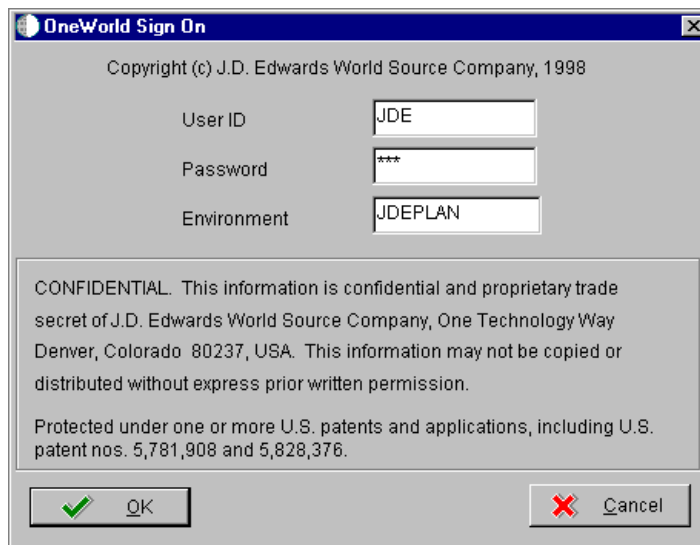 OneWorld Sign On
Copyright (c) J.D. Edwards World Source Company, 1998
User ID JDE
Password ***
Environment JDEPLAN
CONFIDENTIAL. This information is confidential and proprietary trade
secret of J.D. Edwards World Source Company, One Technology Way
Denver, Colorado 80237, USA. This information may not be copied or
distributed without express prior written permission.
Protected under one or more U.S. patents and applications, including U.S.
patent nos. 5,781,908 and 5,828,376.
OK Cancel